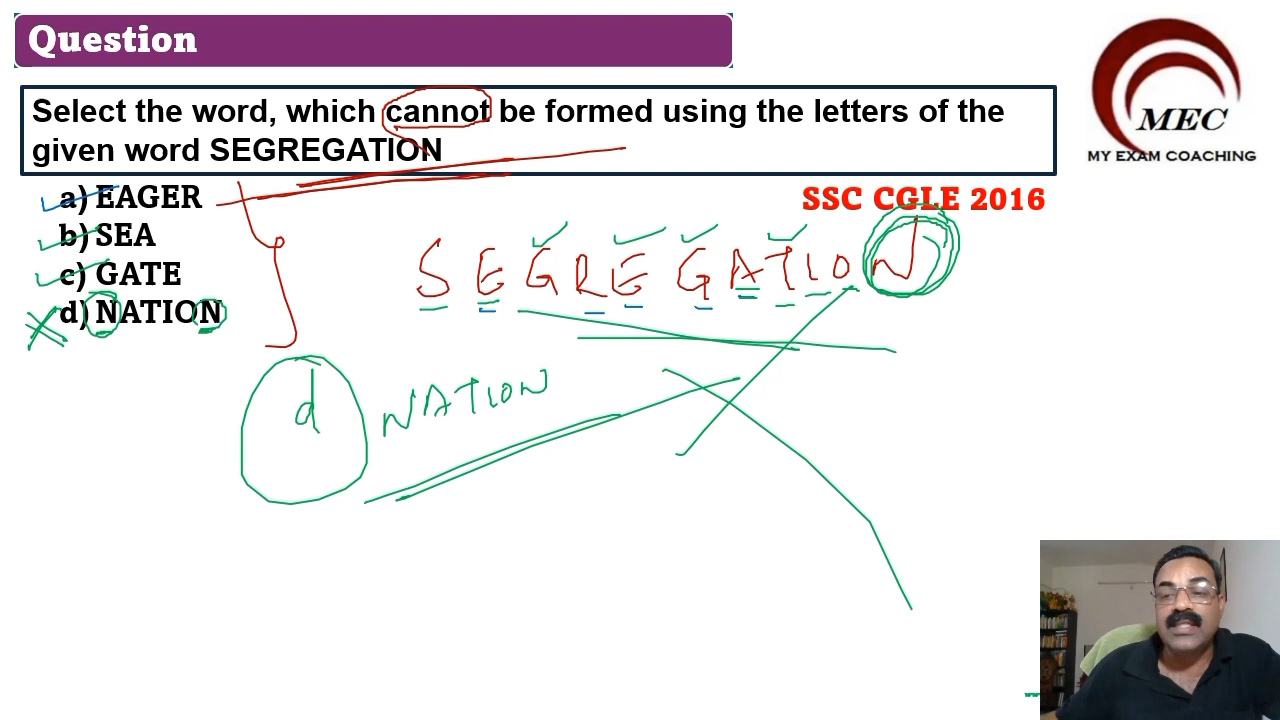 Question
Select the word, which cannot be formed using the letters of the
given word SEGREGATION
a) EAGER
b) SEA
c) GATE
d) NATION
SSC CGLE 2016
SEGREGATION
d NATION
MEC
MY EXAM COACHING